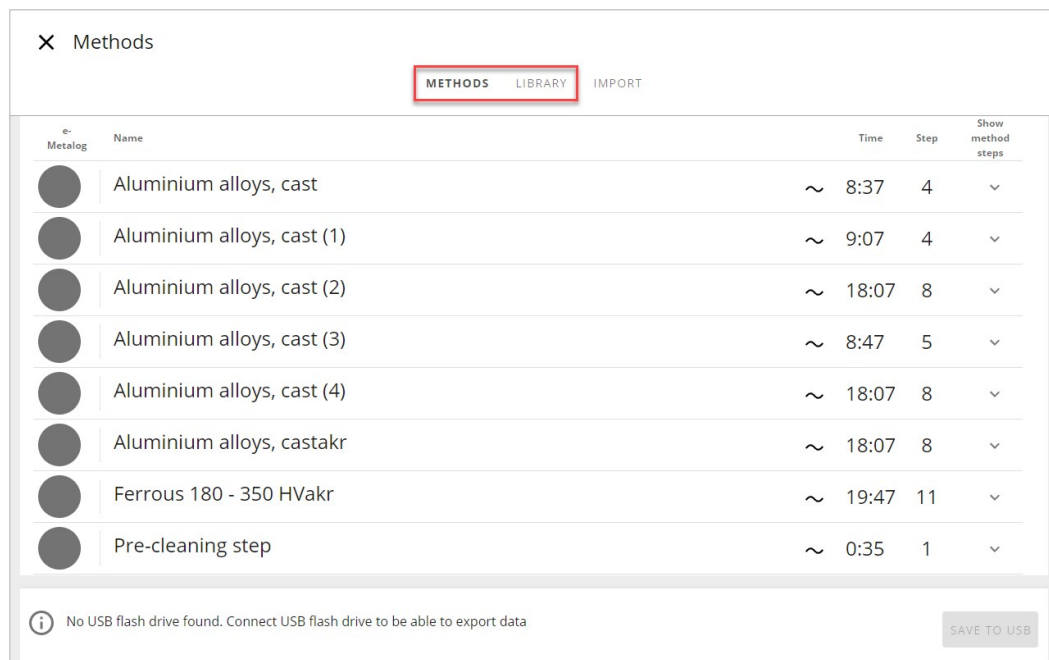 Methods
METHODS LIBRARY IMPORT
e-Metalog Name Time Step Show method steps
Aluminium alloys, cast ~ 8:37 4
Aluminium alloys, cast (1) ~ 9:07 4
Aluminium alloys, cast (2) ~ 18:07 8
Aluminium alloys, cast (3) ~ 8:47 5
Aluminium alloys, cast (4) ~ 18:07 8
Aluminium alloys, castakr ~ 18:07 8
Ferrous 180 - 350 HVakr ~ 19:47 11
Pre-cleaning step ~ 0:35 1
No USB flash drive found. Connect USB flash drive to be able to export data
SAVE TO USB